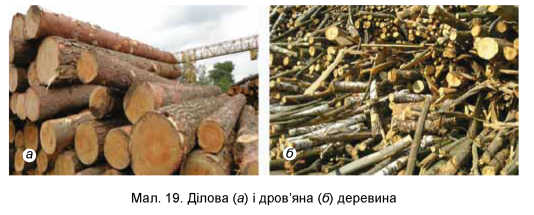 а
б
Мал. 19. Ділова (а) і дров’яна (б) деревина